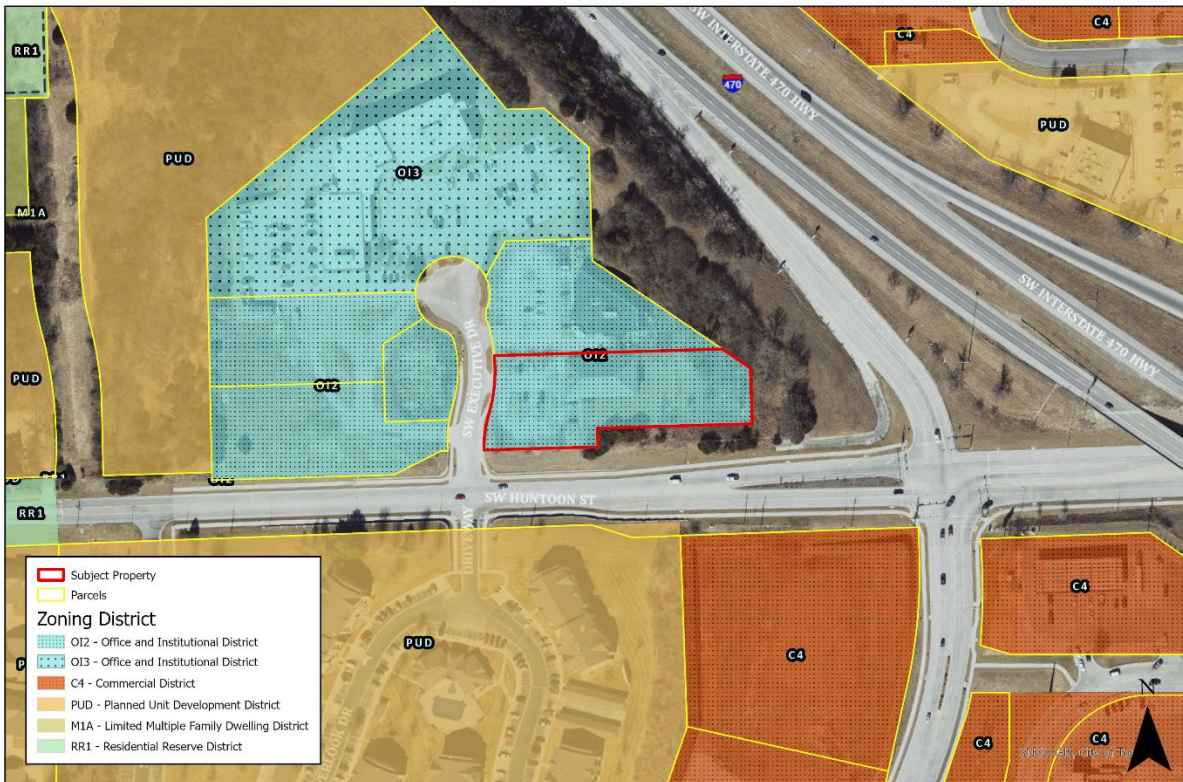 RR1
M1A
PUD
PUD
OI3
OI2
OI2
OI2
RR1
SW EXECUTIVE DR
SW INTERSTATE 470 HWY
470
SW INTERSTATE 470 HWY
C4
C4
PUD
SW HUNTOON ST
DRIVEWAY
PUD
C4
C4
C4
C4
Subject Property
Parcels
Zoning District
OI2 - Office and Institutional District
OI3 - Office and Institutional District
C4 - Commercial District
PUD - Planned Unit Development District
M1A - Limited Multiple Family Dwelling District
RR1 - Residential Reserve District
N